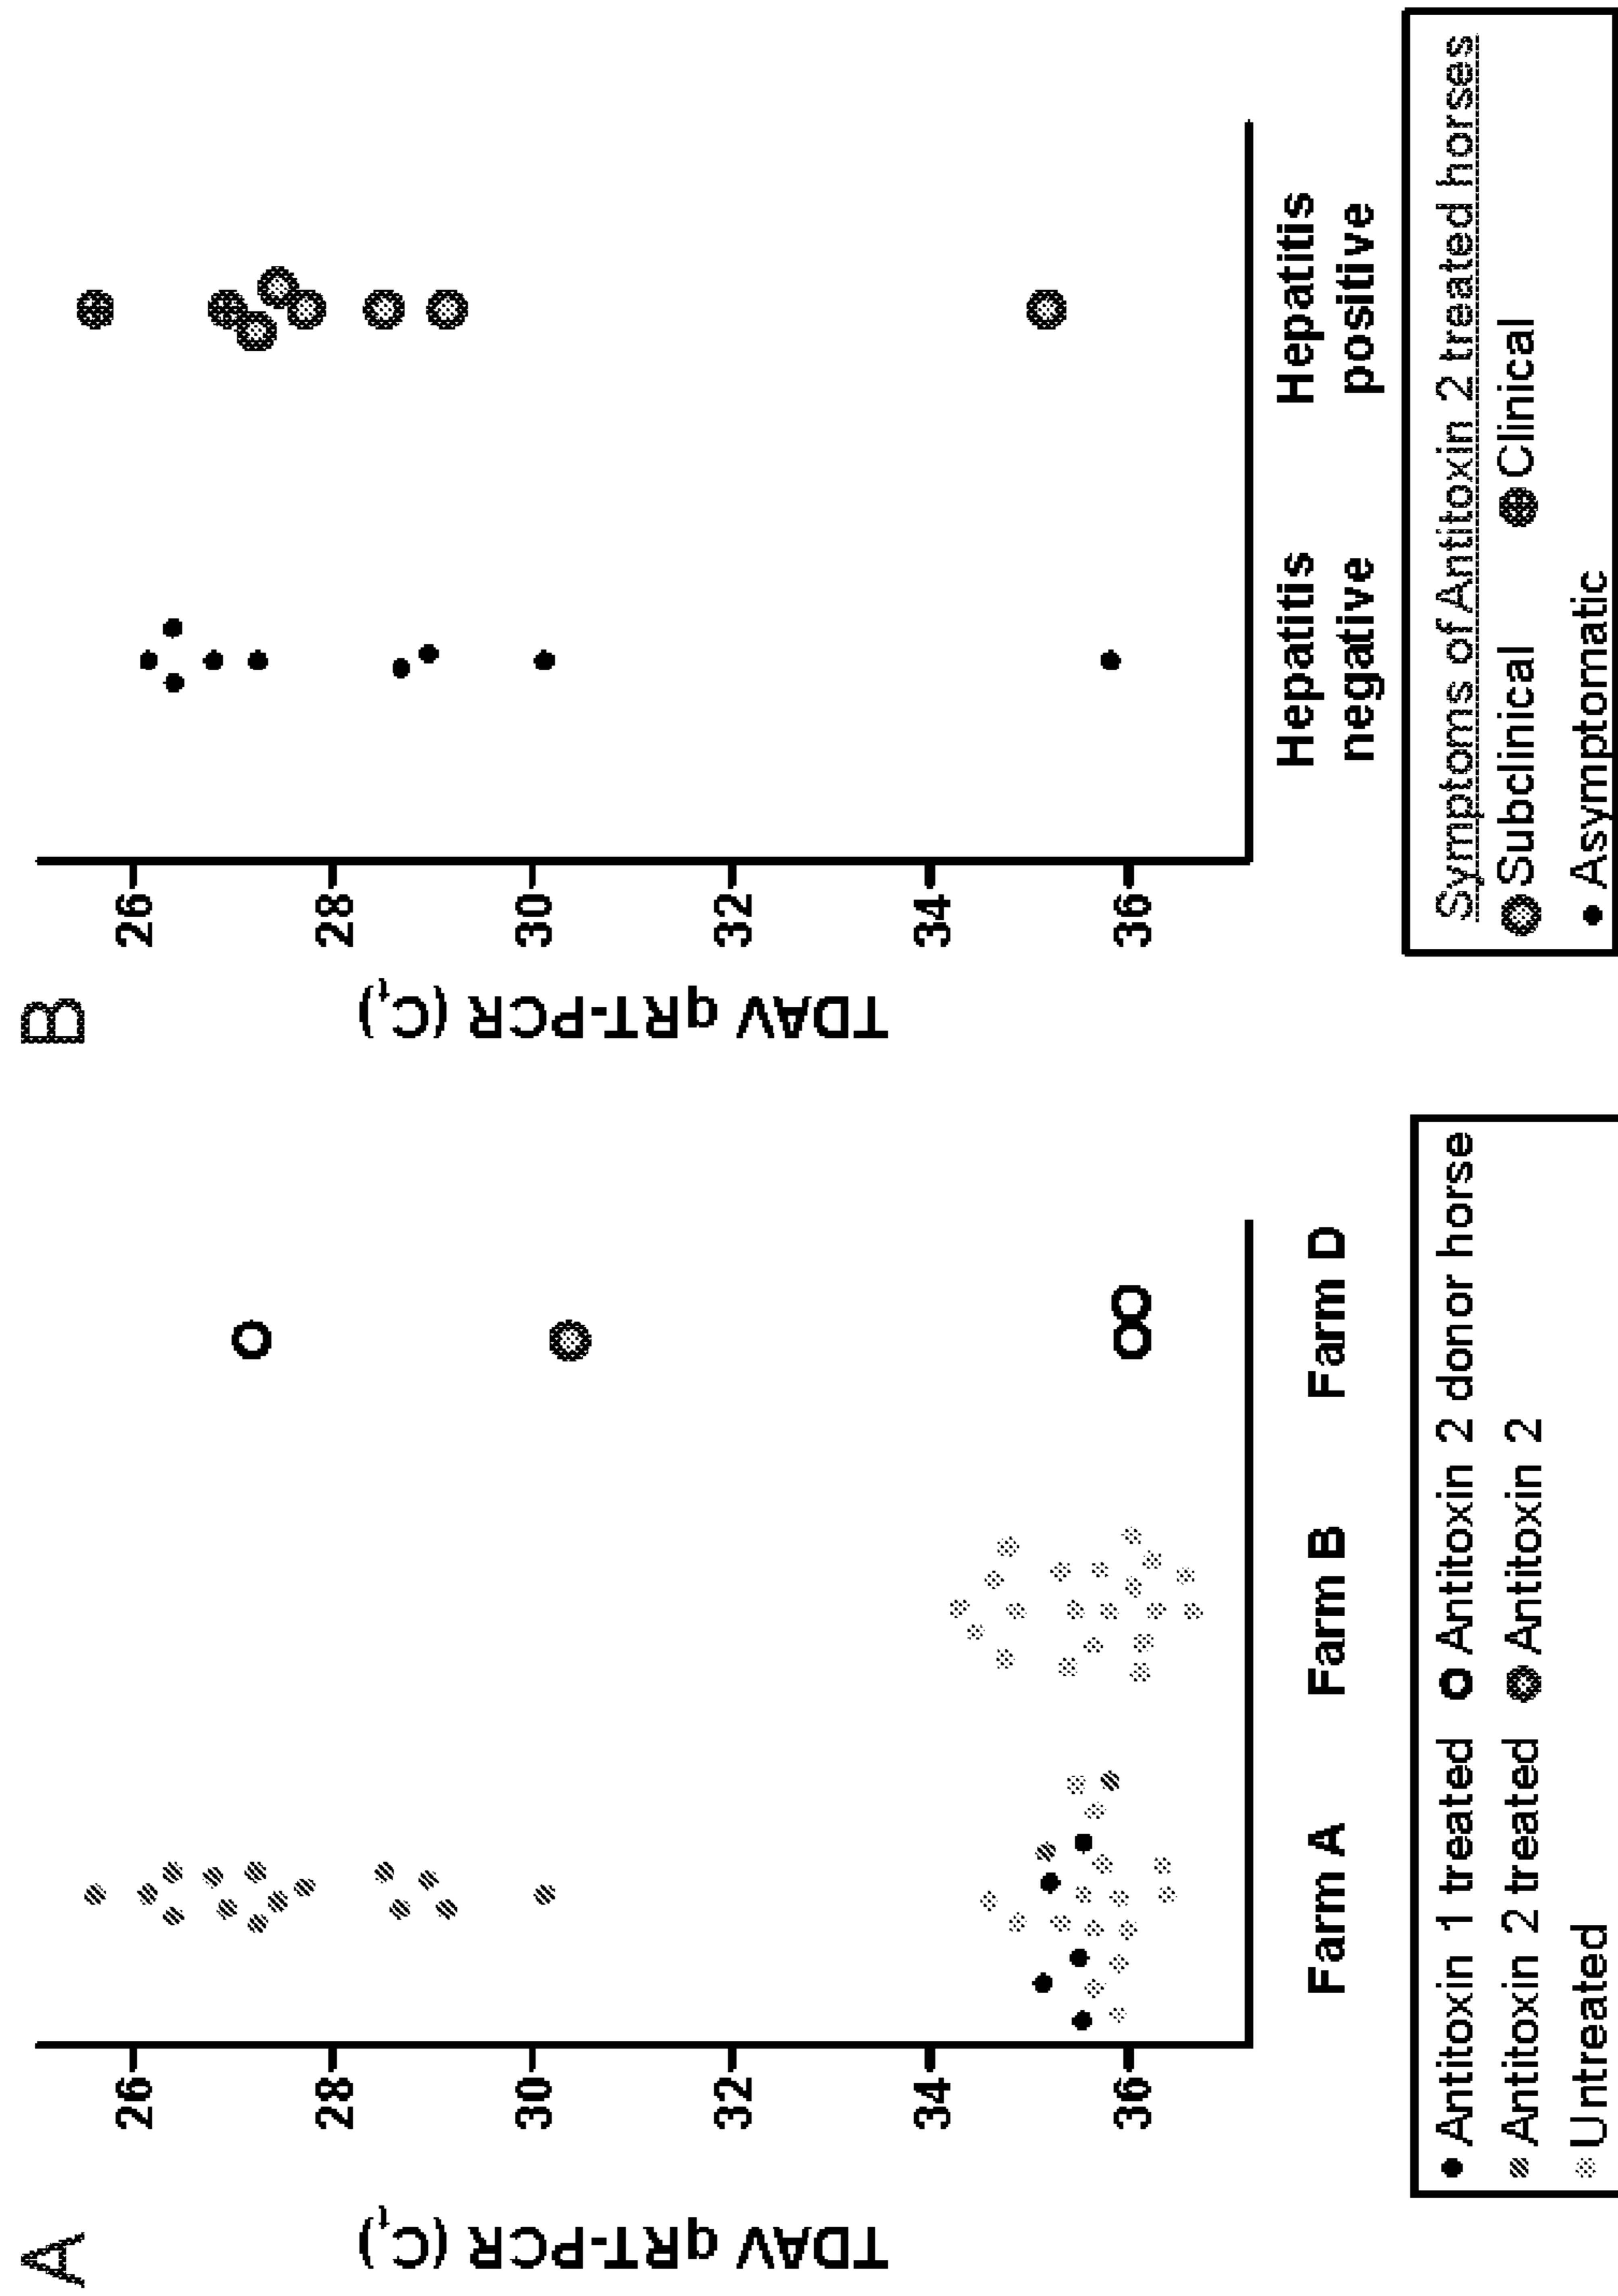 A
TDAV qRT-PCR (Ct)
26
28
30
32
34
36
Farm A
Farm B
Farm D
Antitoxin 1 treated
Antitoxin 2 donor horse
Antitoxin 2 treated
Antitoxin 2
Untreated
B
TDAV qRT-PCR (Ct)
26
28
30
32
34
36
Hepatitis
negative
Hepatitis
positive
Symptoms of Antitoxin 2 treated horses
Subclinical
Clinical
Asymptomatic